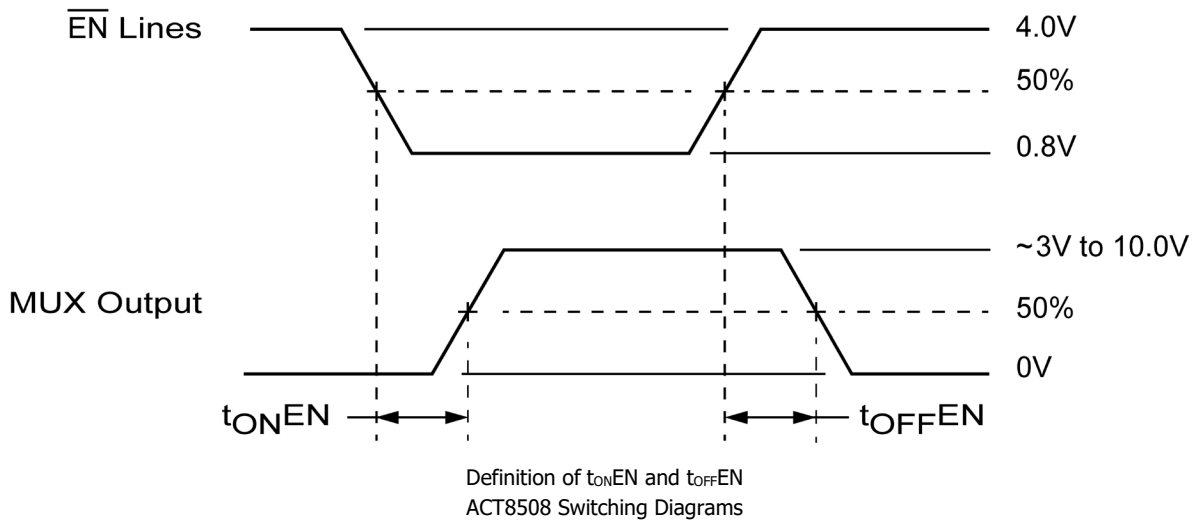 E̅N̅ Lines
4.0V
50%
0.8V
MUX Output
~3V to 10.0V
50%
0V
tONEN
tOFFEN
Definition of tONEN and tOFFEN
ACT8508 Switching Diagrams